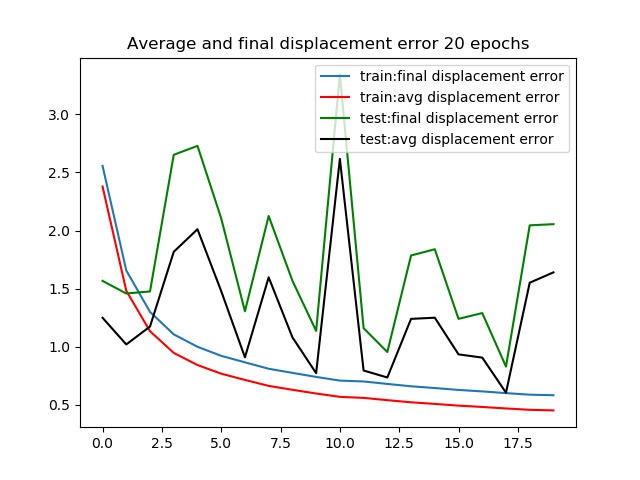 Average and final displacement error 20 epochs
train:final displacement error
train:avg displacement error
test:final displacement error
test:avg displacement error
3.0
2.5
2.0
1.5
1.0
0.5
0.0 2.5 5.0 7.5 10.0 12.5 15.0 17.5